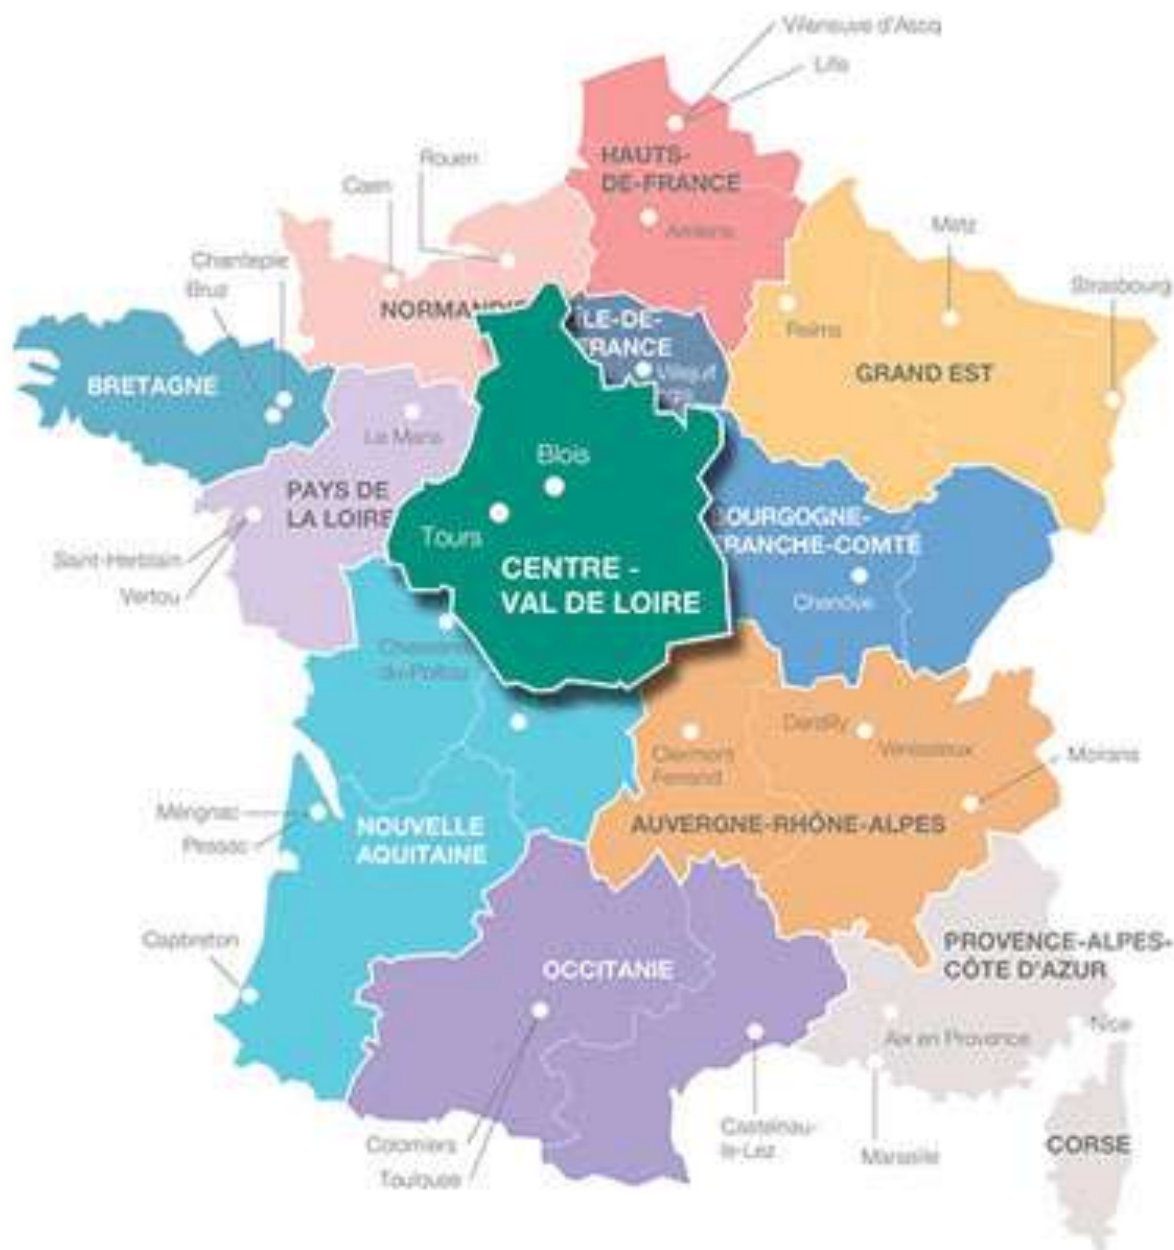 Villeneuve d'Ascq
Lille
HAUTS-
DE-FRANCE
Rouen
Caen
Amiens
Metz
Chantepie
Bruz
Strasbourg
NORMANDIE
ÎLE-DE-
FRANCE
Reims
BRETAGNE
GRAND EST
Le Mans
Blois
PAYS DE
LA LOIRE
BOURGOGNE-
FRANCHE-COMTÉ
Tours
Saint-Herblain
CENTRE -
VAL DE LOIRE
Vertou
Chenôve
du-Poitou
Dardilly
Vénissieux
Clermont
Ferrand
Moirans
Mérignac
Pessac
NOUVELLE
AQUITAINE
AUVERGNE-RHÔNE-ALPES
Capbreton
OCCITANIE
PROVENCE-ALPES-
CÔTE D'AZUR
Nice
Aix en Provence
Colomiers
Toulouse
Castelnau-
le-Lez
Marseille
CORSE